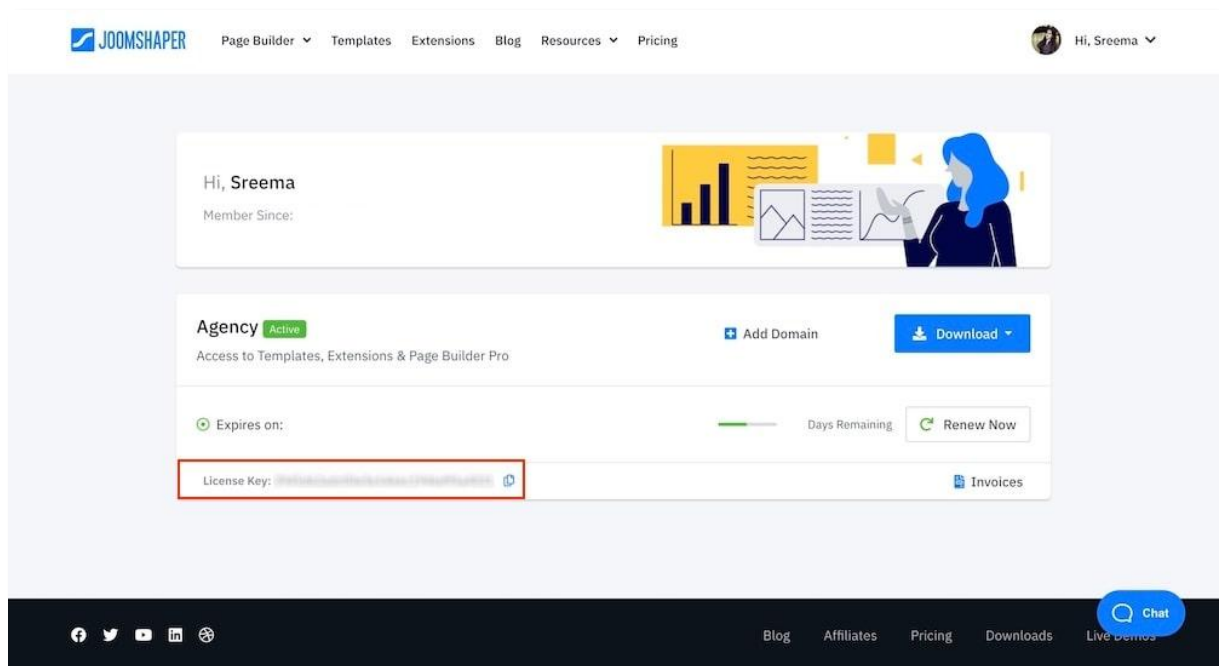 JOOMSHAPER Page Builder Templates Extensions Blog Resources Pricing Hi, Sreema
Hi, Sreema
Member Since:
Agency Active Add Domain Download
Access to Templates, Extensions & Page Builder Pro
Expires on: Days Remaining Renew Now
License Key: Invoices
Chat
Blog Affiliates Pricing Downloads Live Demos